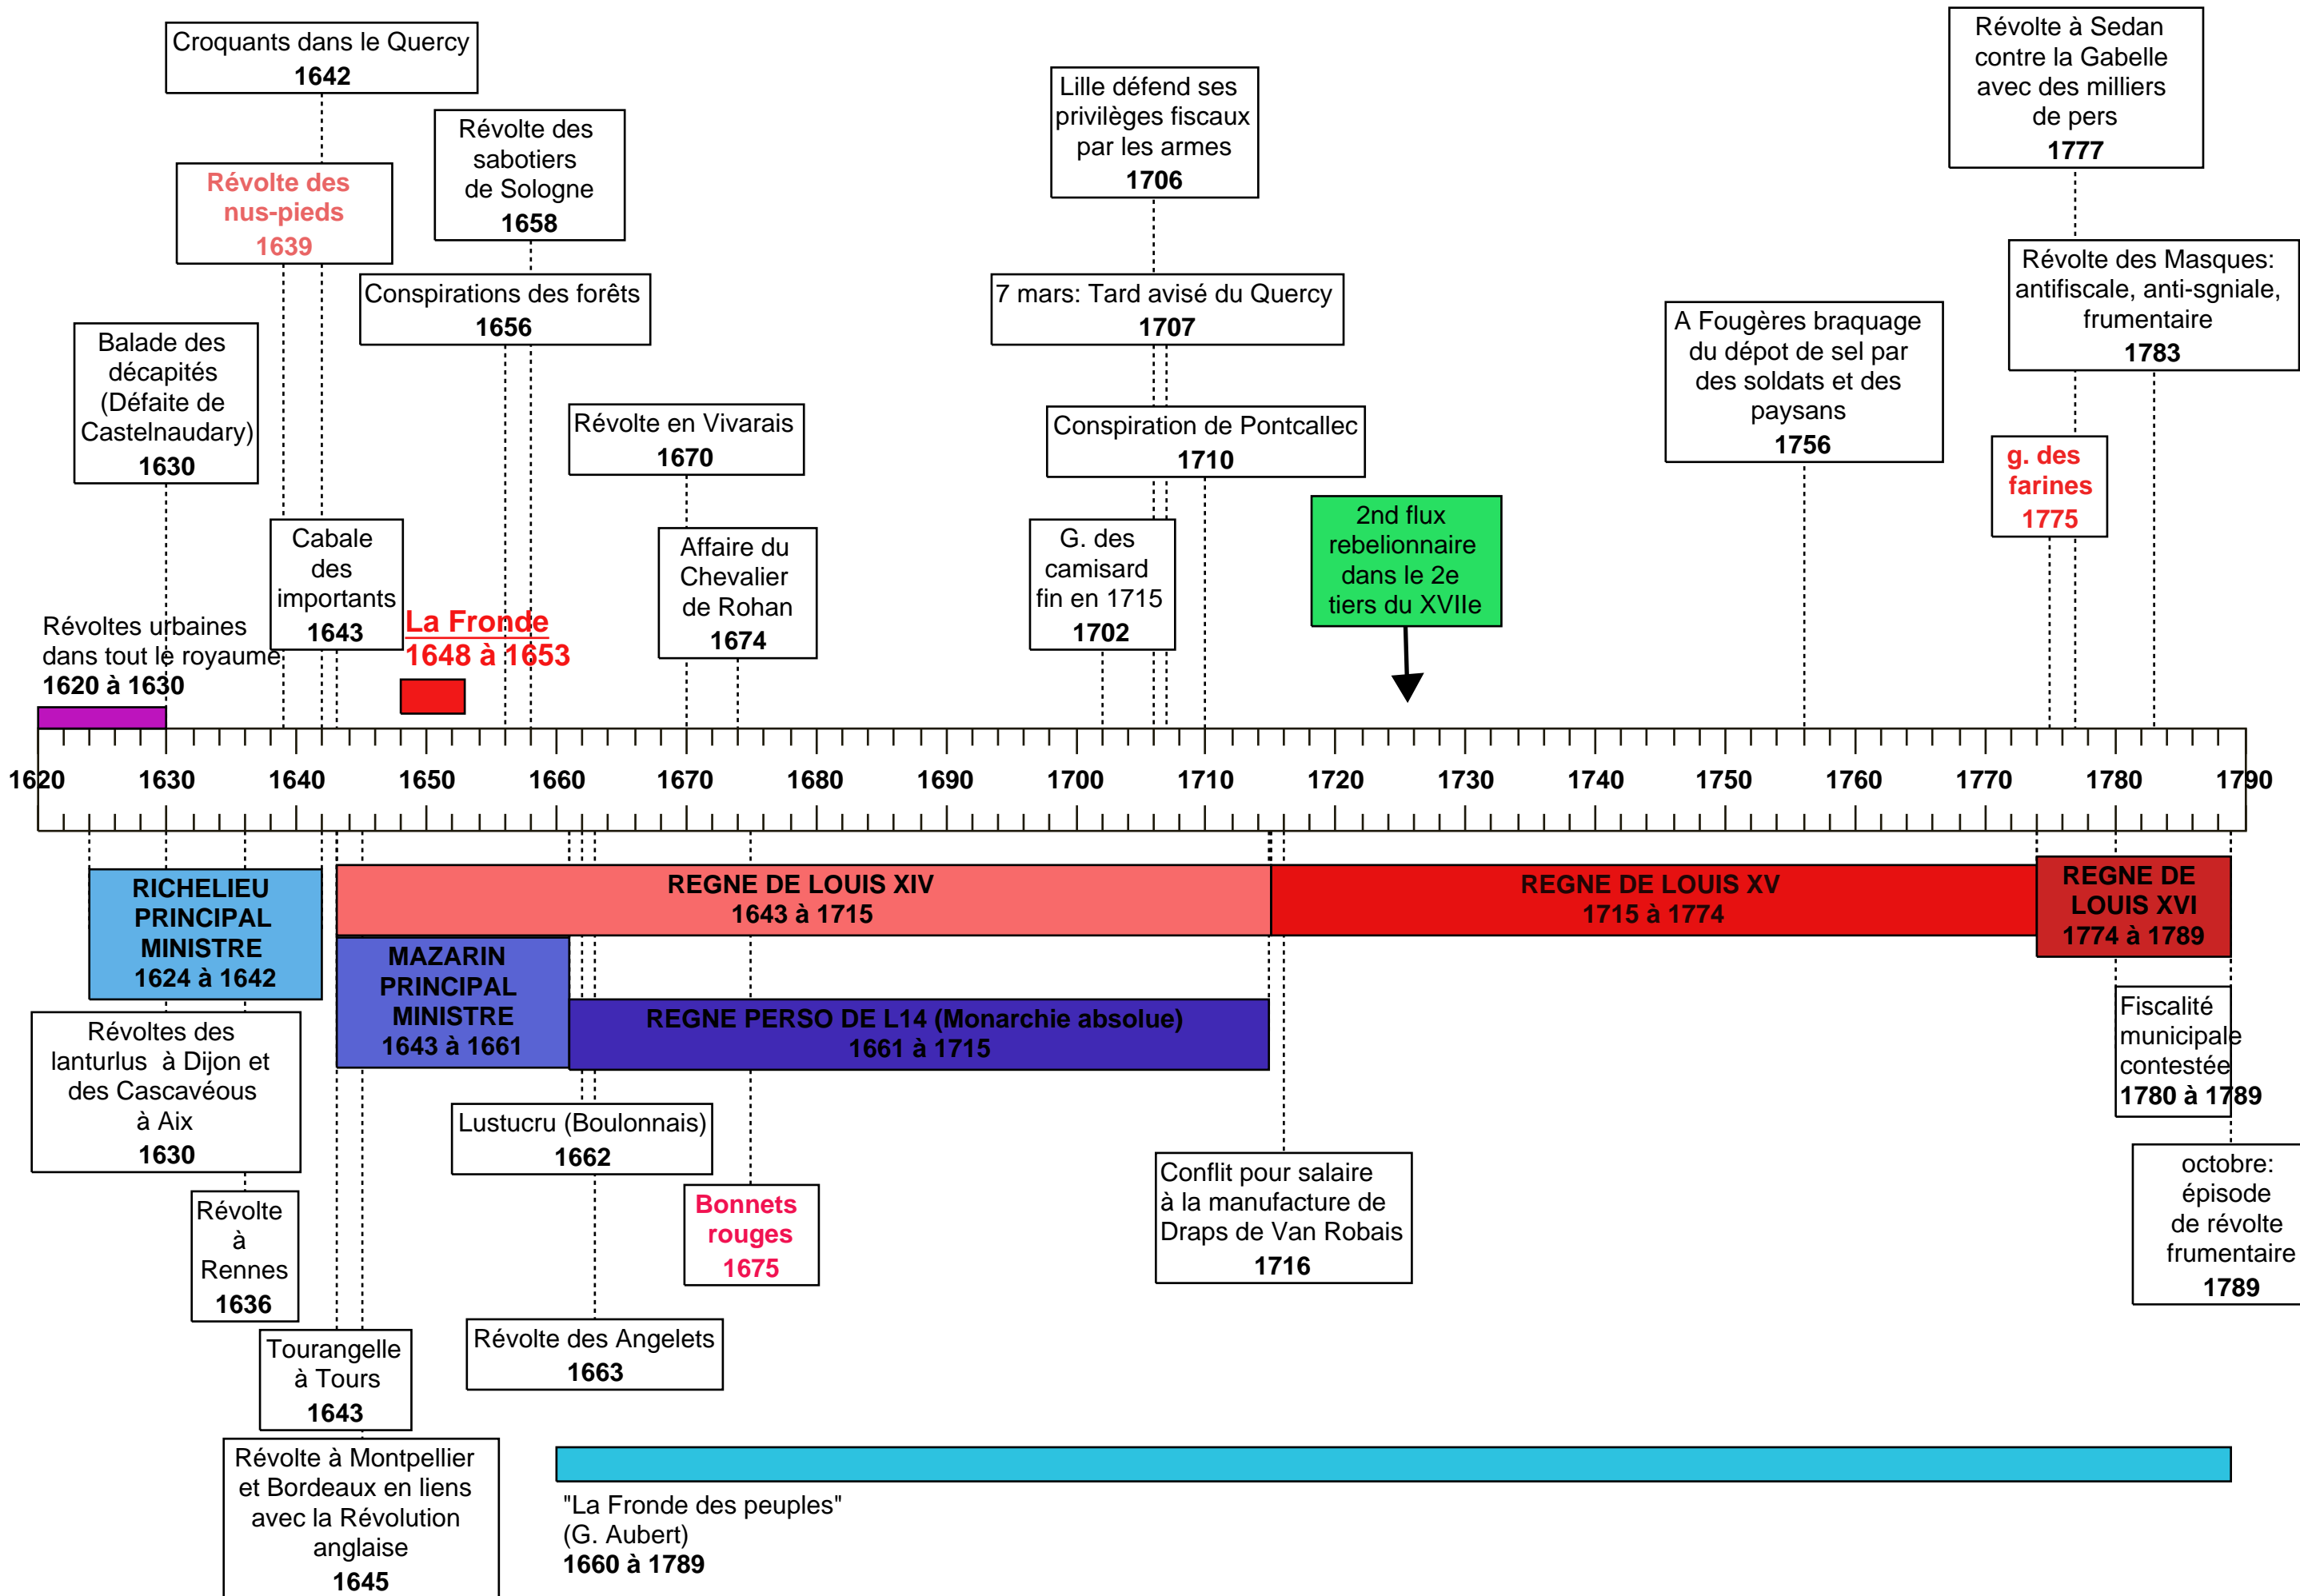 Croquants dans le Quercy
1642
Révolte des
nus-pieds
1639
Balade des
décapités
(Défaite de
Castelnaudary)
1630
Révoltes urbaines
dans tout le royaume
1620 à 1630
Cabale
des
importants
1643
Révolte des
sabotiers
de Sologne
1658
Conspirations des forêts
1656
La Fronde
1648 à 1653
Révolte en Vivarais
1670
Affaire du
Chevalier
de Rohan
1674
Lille défend ses
privilèges fiscaux
par les armes
1706
7 mars: Tard avisé du Quercy
1707
Conspiration de Pontcallec
1710
G. des
camisard
fin en 1715
1702
2nd flux
rebelionnaire
dans le 2e
tiers du XVIIe
A Fougères braquage
du dépot de sel par
des soldats et des
paysans
1756
Révolte à Sedan
contre la Gabelle
avec des milliers
de pers
1777
Révolte des Masques:
antifiscale, anti-sgniale,
frumentaire
1783
g. des
farines
1775
1620 1630 1640 1650 1660 1670 1680 1690 1700 1710 1720 1730 1740 1750 1760 1770 1780 1790
RICHELIEU
PRINCIPAL
MINISTRE
1624 à 1642
REGNE DE LOUIS XIV
1643 à 1715
REGNE DE LOUIS XV
1715 à 1774
REGNE DE
LOUIS XVI
1774 à 1789
MAZARIN
PRINCIPAL
MINISTRE
1643 à 1661
REGNE PERSO DE L14 (Monarchie absolue)
1661 à 1715
Révoltes des
lanturlus à Dijon et
des Cascavéous
à Aix
1630
Révolte
à
Rennes
1636
Tourangelle
à Tours
1643
Révolte à Montpellier
et Bordeaux en liens
avec la Révolution
anglaise
1645
Lustucru (Boulonnais)
1662
Bonnets
rouges
1675
Révolte des Angelets
1663
Conflit pour salaire
à la manufacture de
Draps de Van Robais
1716
Fiscalité
municipale
contestée
1780 à 1789
octobre:
épisode
de révolte
frumentaire
1789
"La Fronde des peuples"
(G. Aubert)
1660 à 1789